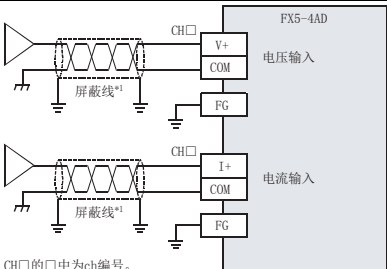 FX5-4AD
CH□
V+
COM
电压输入
屏蔽线*1
FG
CH□
I+
COM
电流输入
屏蔽线*1
FG
CH□的□中为ch编号。